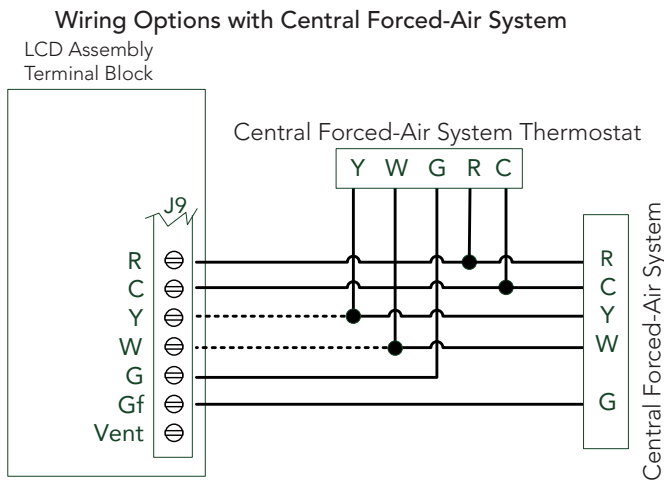 Wiring Options with Central Forced-Air System
LCD Assembly
Terminal Block
Central Forced-Air System Thermostat
Y W G R C
J9
R
C
Y
W
G
Gf
Vent
R
C
Y
W
G
Central Forced-Air System